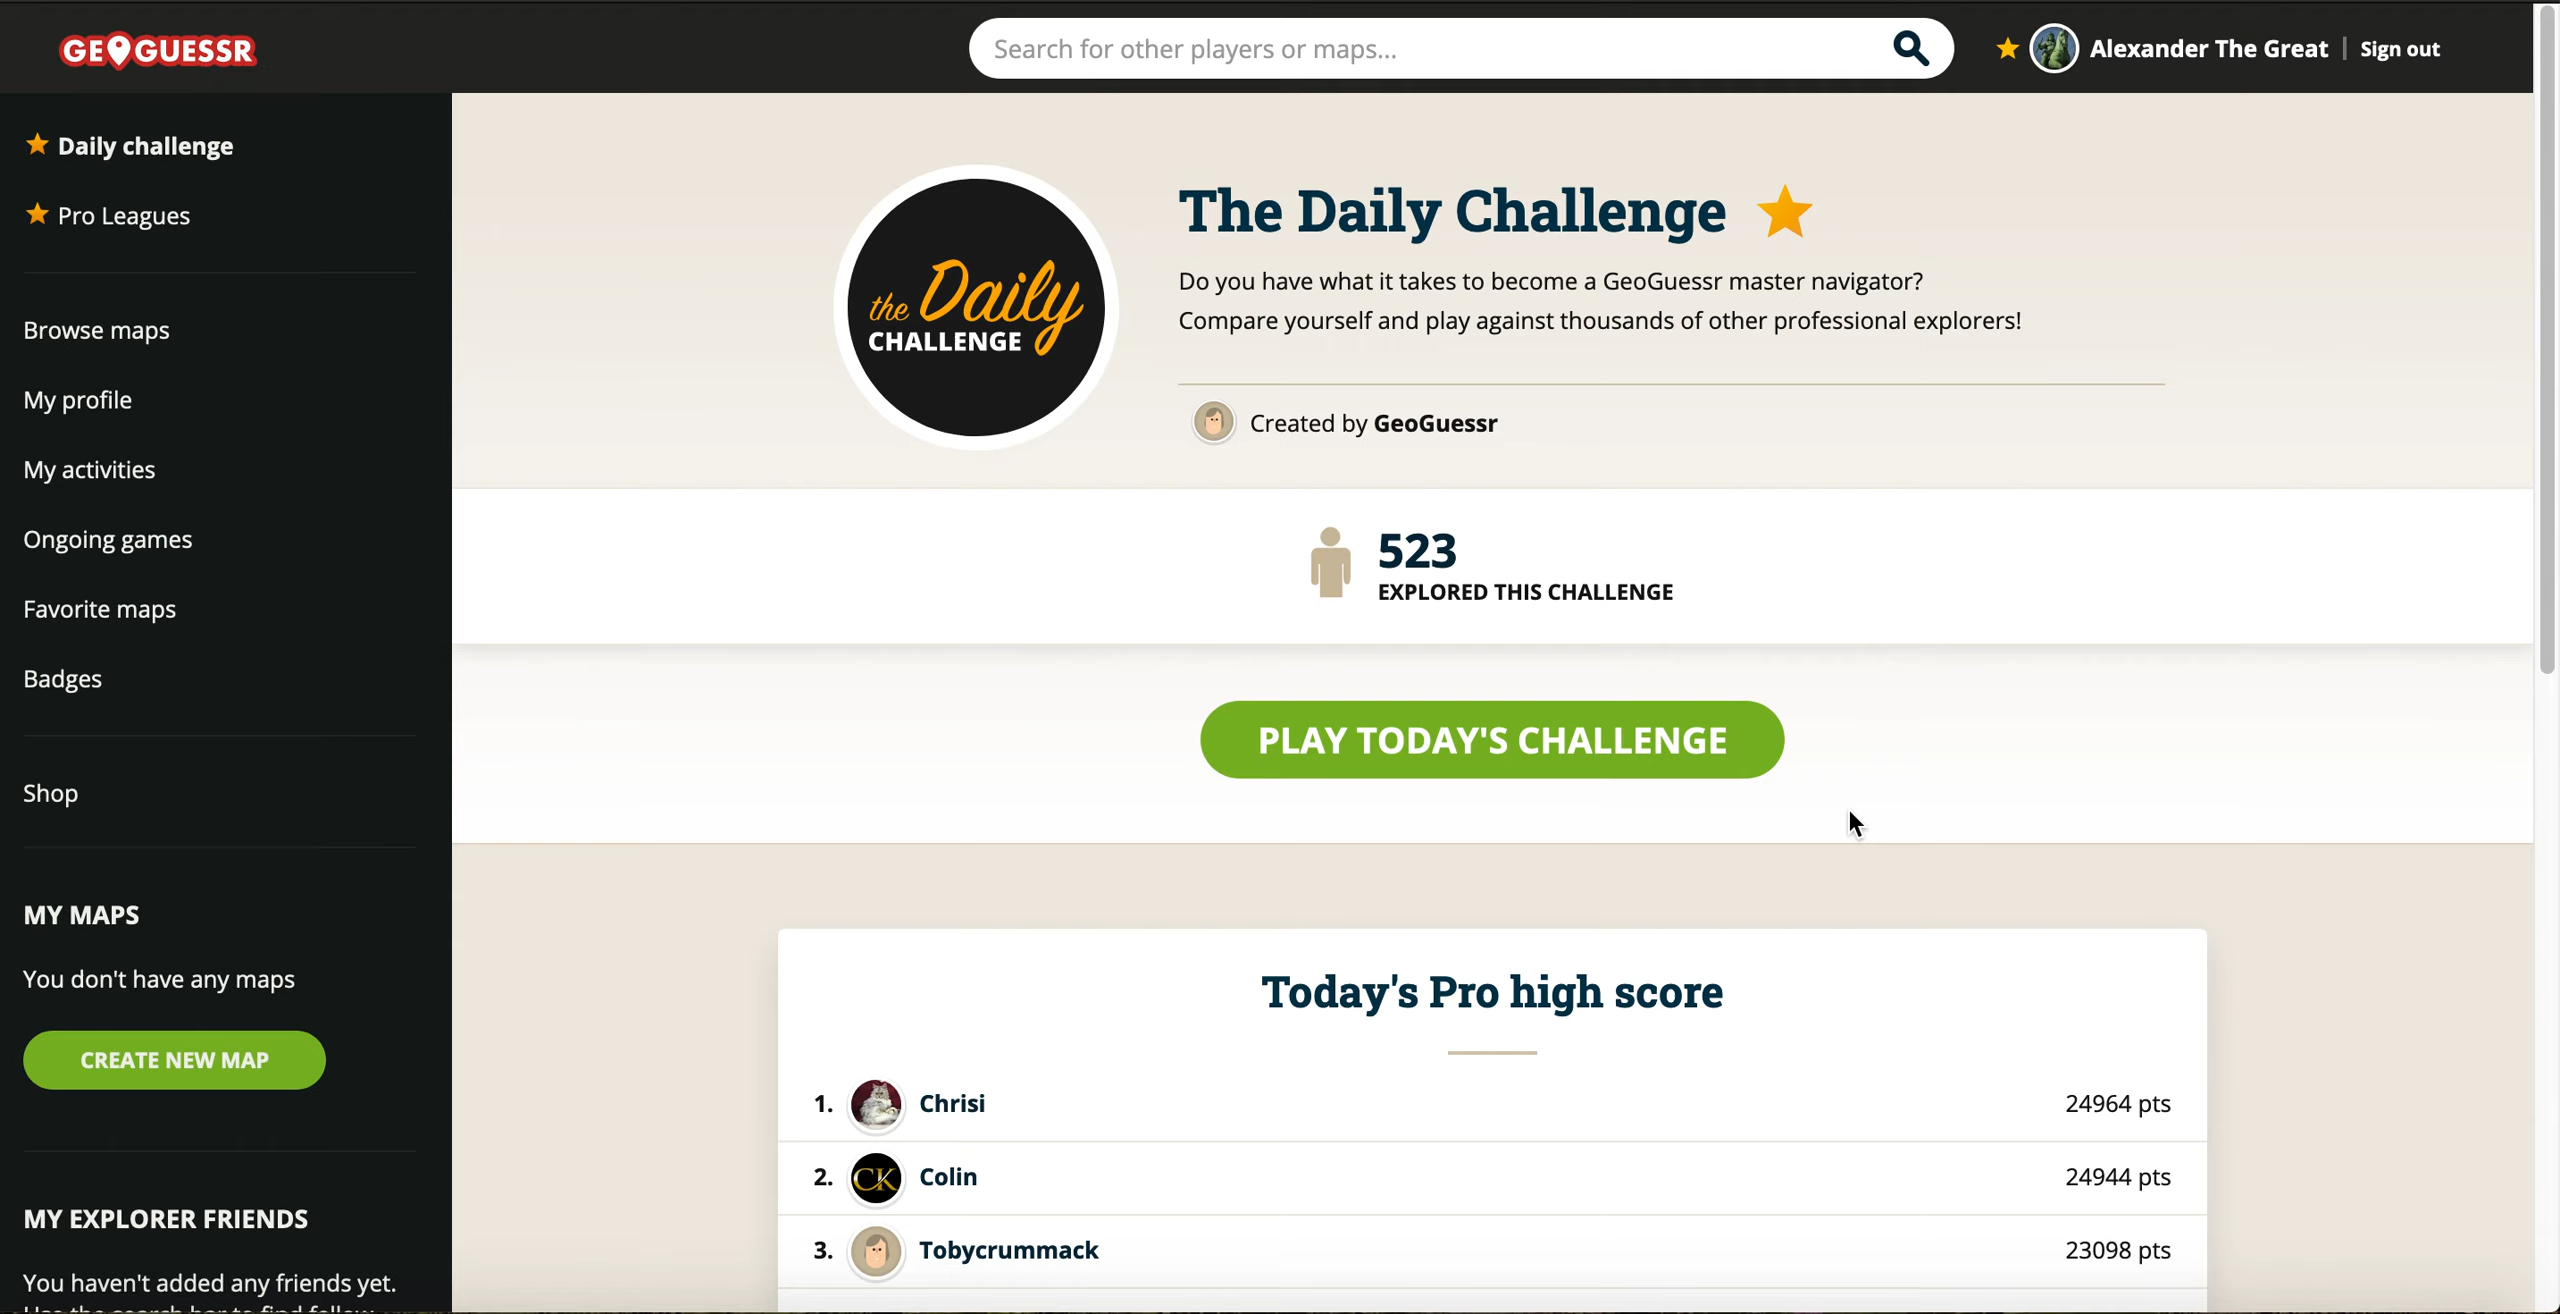 GEOGUESSR
Search for other players or maps...
Alexander The Great | Sign out
Daily challenge
Pro Leagues
Browse maps
My profile
My activities
Ongoing games
Favorite maps
Badges
Shop
MY MAPS
You don't have any maps
CREATE NEW MAP
MY EXPLORER FRIENDS
You haven't added any friends yet.
the Daily
CHALLENGE
The Daily Challenge
Do you have what it takes to become a GeoGuessr master navigator?
Compare yourself and play against thousands of other professional explorers!
Created by GeoGuessr
523
EXPLORED THIS CHALLENGE
PLAY TODAY'S CHALLENGE
Today's Pro high score
1. Chrisi 24964 pts
2. CK Colin 24944 pts
3. Tobycrummack 23098 pts